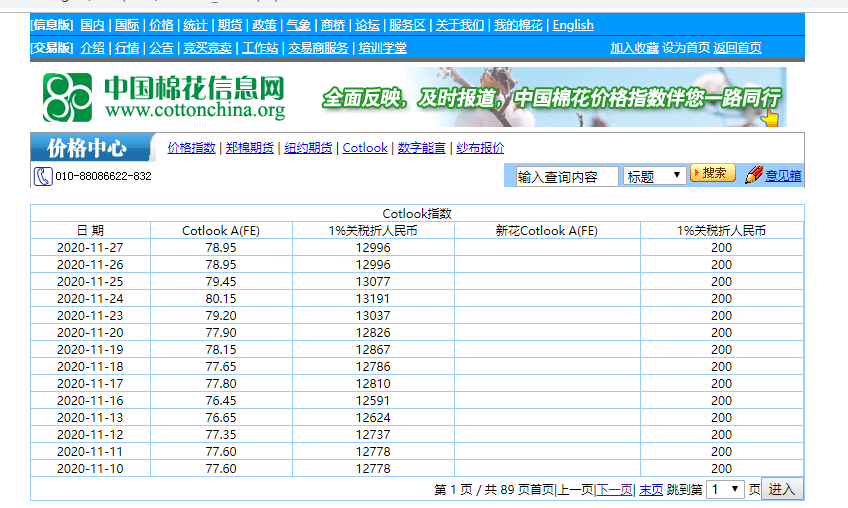 [信息版] 国内 | 国际 | 价格 | 统计 | 期货 | 政策 | 气象 | 商桥 | 论坛 | 服务区 | 关于我们 | 我的棉花 | English
[交易版] 介绍 | 行情 | 公告 | 竞买竞卖 | 工作站 | 交易商服务 | 培训学堂 加入收藏 设为首页 返回首页
中国棉花信息网
www.cottonchina.org
全面反映，及时报道，中国棉花价格指数伴您一路同行
价格中心 价格指数 | 郑棉期货 | 纽约期货 | Cotlook | 数字能言 | 纱布报价
010-88086622-832 输入查询内容 标题 搜索 意见箱
Cotlook指数
日 期 Cotlook A(FE) 1%关税折人民币 新花Cotlook A(FE) 1%关税折人民币
2020-11-27 78.95 12996 200
2020-11-26 78.95 12996 200
2020-11-25 79.45 13077 200
2020-11-24 80.15 13191 200
2020-11-23 79.20 13037 200
2020-11-20 77.90 12826 200
2020-11-19 78.15 12867 200
2020-11-18 77.65 12786 200
2020-11-17 77.80 12810 200
2020-11-16 76.45 12591 200
2020-11-13 76.65 12624 200
2020-11-12 77.35 12737 200
2020-11-11 77.60 12778 200
2020-11-10 77.60 12778 200
第 1 页 / 共 89 页首页|上一页|下一页| 末页 跳到第 1 页 进入